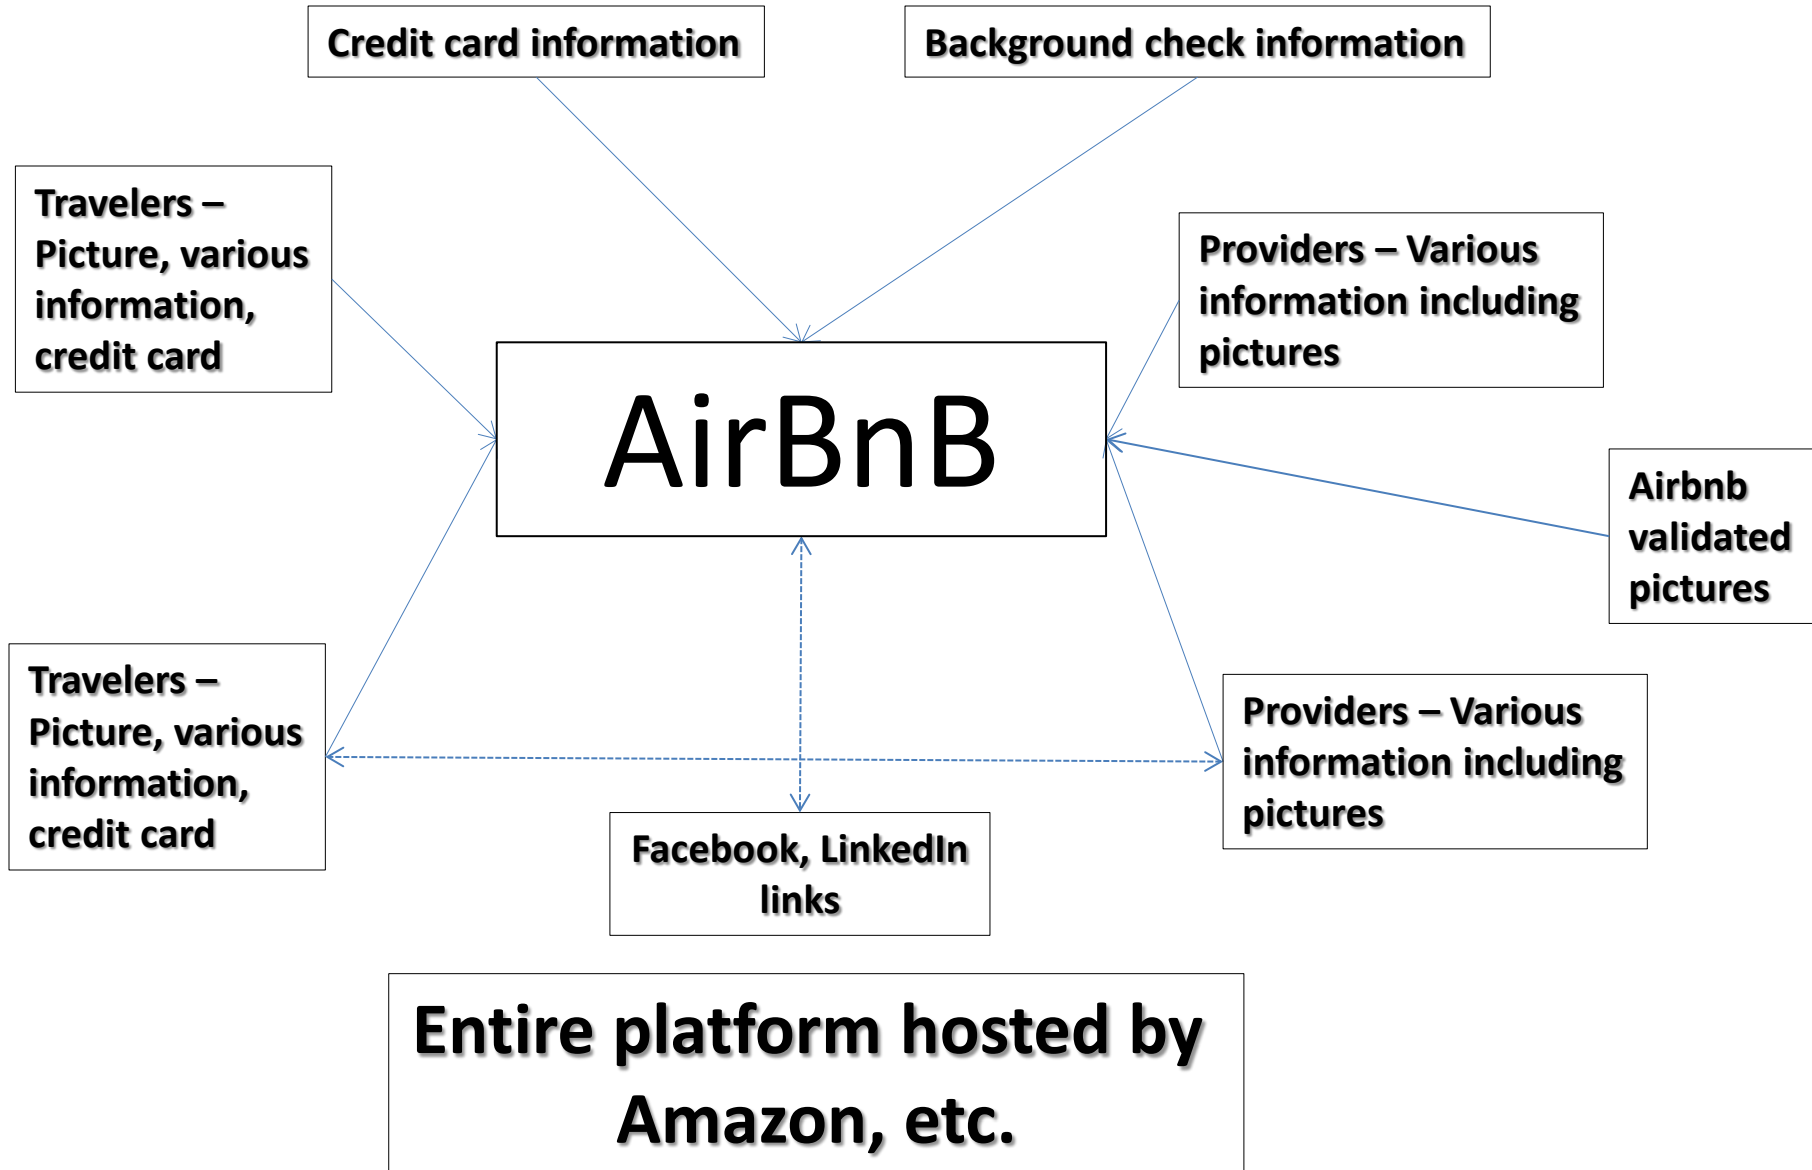 Credit card information
Background check information
Travelers –
Picture, various
information,
credit card
Providers – Various
information including
pictures
AirBnB
Airbnb
validated
pictures
Travelers –
Picture, various
information,
credit card
Providers – Various
information including
pictures
Facebook, LinkedIn
links
Entire platform hosted by
Amazon, etc.